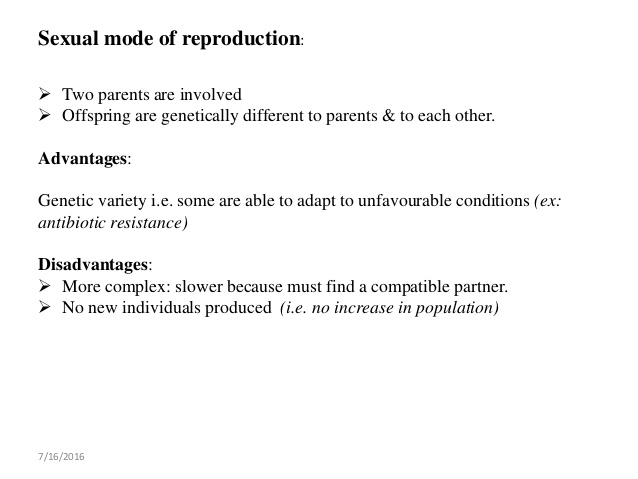 Sexual mode of reproduction:
➢ Two parents are involved
➢ Offspring are genetically different to parents & to each other.
Advantages:
Genetic variety i.e. some are able to adapt to unfavourable conditions (ex:
antibiotic resistance)
Disadvantages:
➢ More complex: slower because must find a compatible partner.
➢ No new individuals produced (i.e. no increase in population)
7/16/2016